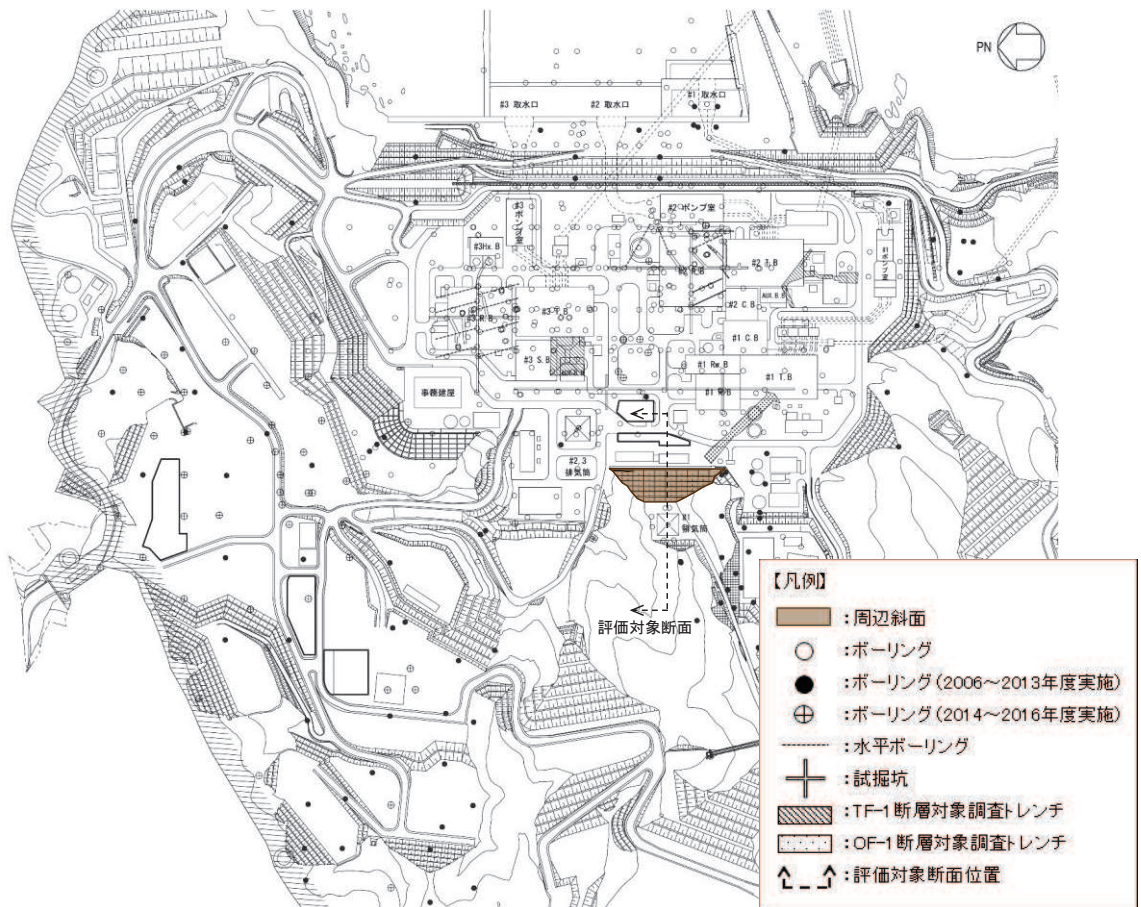 PN
#3 取水口
#2 取水口
#1 取水口
#3 ポンプ室
#2 ポンプ室
#1 ポンプ室
#3Hx.B
#2 T.B
#3 R.B
#3 T.B
#2 C.B
#1 C.B
#3 S.B
#1 Rw.B
#1 R.B
#1 T.B
事務建屋
#2,3
排気筒
#1
排気筒
評価対象断面
【凡例】
:周辺斜面
:ボーリング
:ボーリング(2006~2013年度実施)
:ボーリング(2014~2016年度実施)
:水平ボーリング
:試掘坑
:TF-1断層対象調査トレンチ
:OF-1断層対象調査トレンチ
:評価対象断面位置